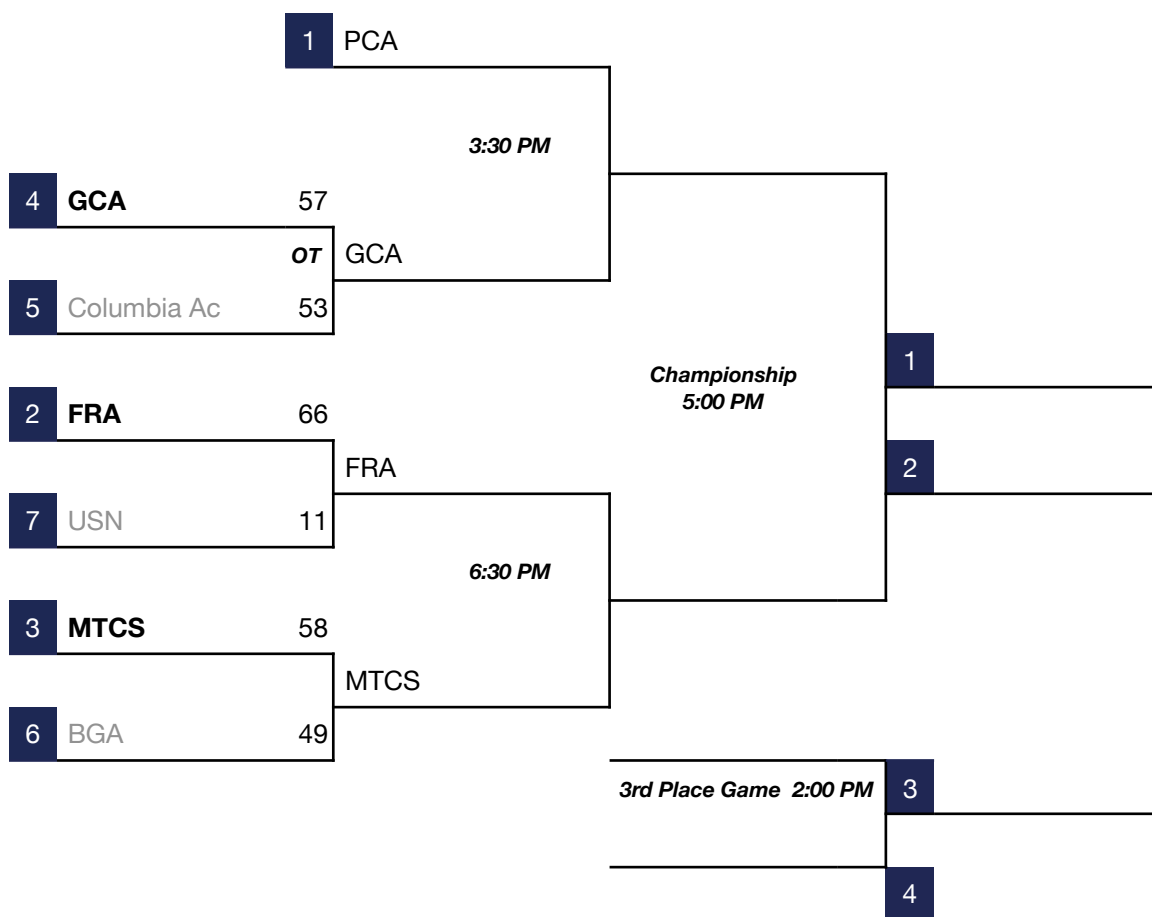 1 PCA
3:30 PM
4 GCA 57
OT GCA
5 Columbia Ac 53
1
Championship
5:00 PM
2 FRA 66
FRA
2
7 USN 11
6:30 PM
3 MTCS 58
MTCS
6 BGA 49
3rd Place Game 2:00 PM 3
4